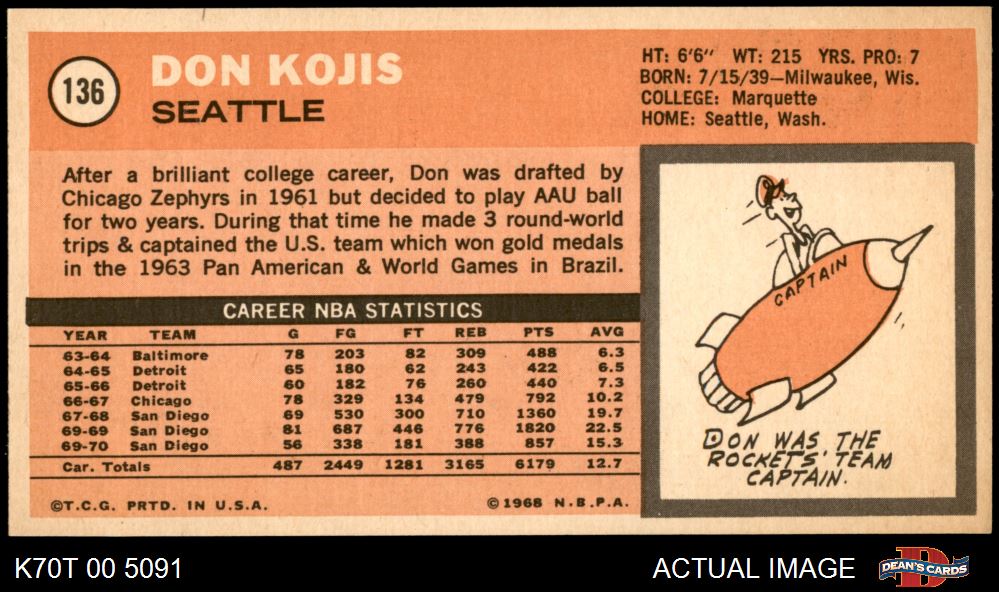 136
DON KOJIS
SEATTLE
HT: 6'6" WT: 215 YRS. PRO: 7
BORN: 7/15/39—Milwaukee, Wis.
COLLEGE: Marquette
HOME: Seattle, Wash.
After a brilliant college career, Don was drafted by
Chicago Zephyrs in 1961 but decided to play AAU ball
for two years. During that time he made 3 round-world
trips & captained the U.S. team which won gold medals
in the 1963 Pan American & World Games in Brazil.
CAREER NBA STATISTICS
YEAR TEAM G FG FT REB PTS AVG
63-64 Baltimore 78 203 82 309 488 6.3
64-65 Detroit 65 180 62 243 422 6.5
65-66 Detroit 60 182 76 260 440 7.3
66-67 Chicago 78 329 134 479 792 10.2
67-68 San Diego 69 530 300 710 1360 19.7
69-69 San Diego 81 687 446 776 1820 22.5
69-70 San Diego 56 338 181 388 857 15.3
Car. Totals 487 2449 1281 3165 6179 12.7
©T.C.G. PRTD. IN U.S.A. ©1968 N.B.P.A.
CAPTAIN
DON WAS THE
ROCKETS' TEAM
CAPTAIN.
K70T 00 5091
ACTUAL IMAGE
D
DEAN'S CARDS